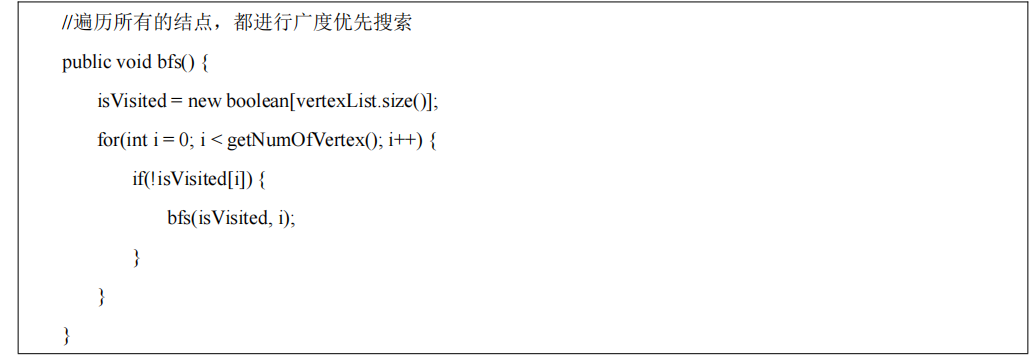 //遍历所有的结点，都进行广度优先搜索
public void bfs() {
isVisited = new boolean[vertexList.size()];
for(int i = 0; i < getNumOfVertex(); i++) {
if(!isVisited[i]) {
bfs(isVisited, i);
}
}
}